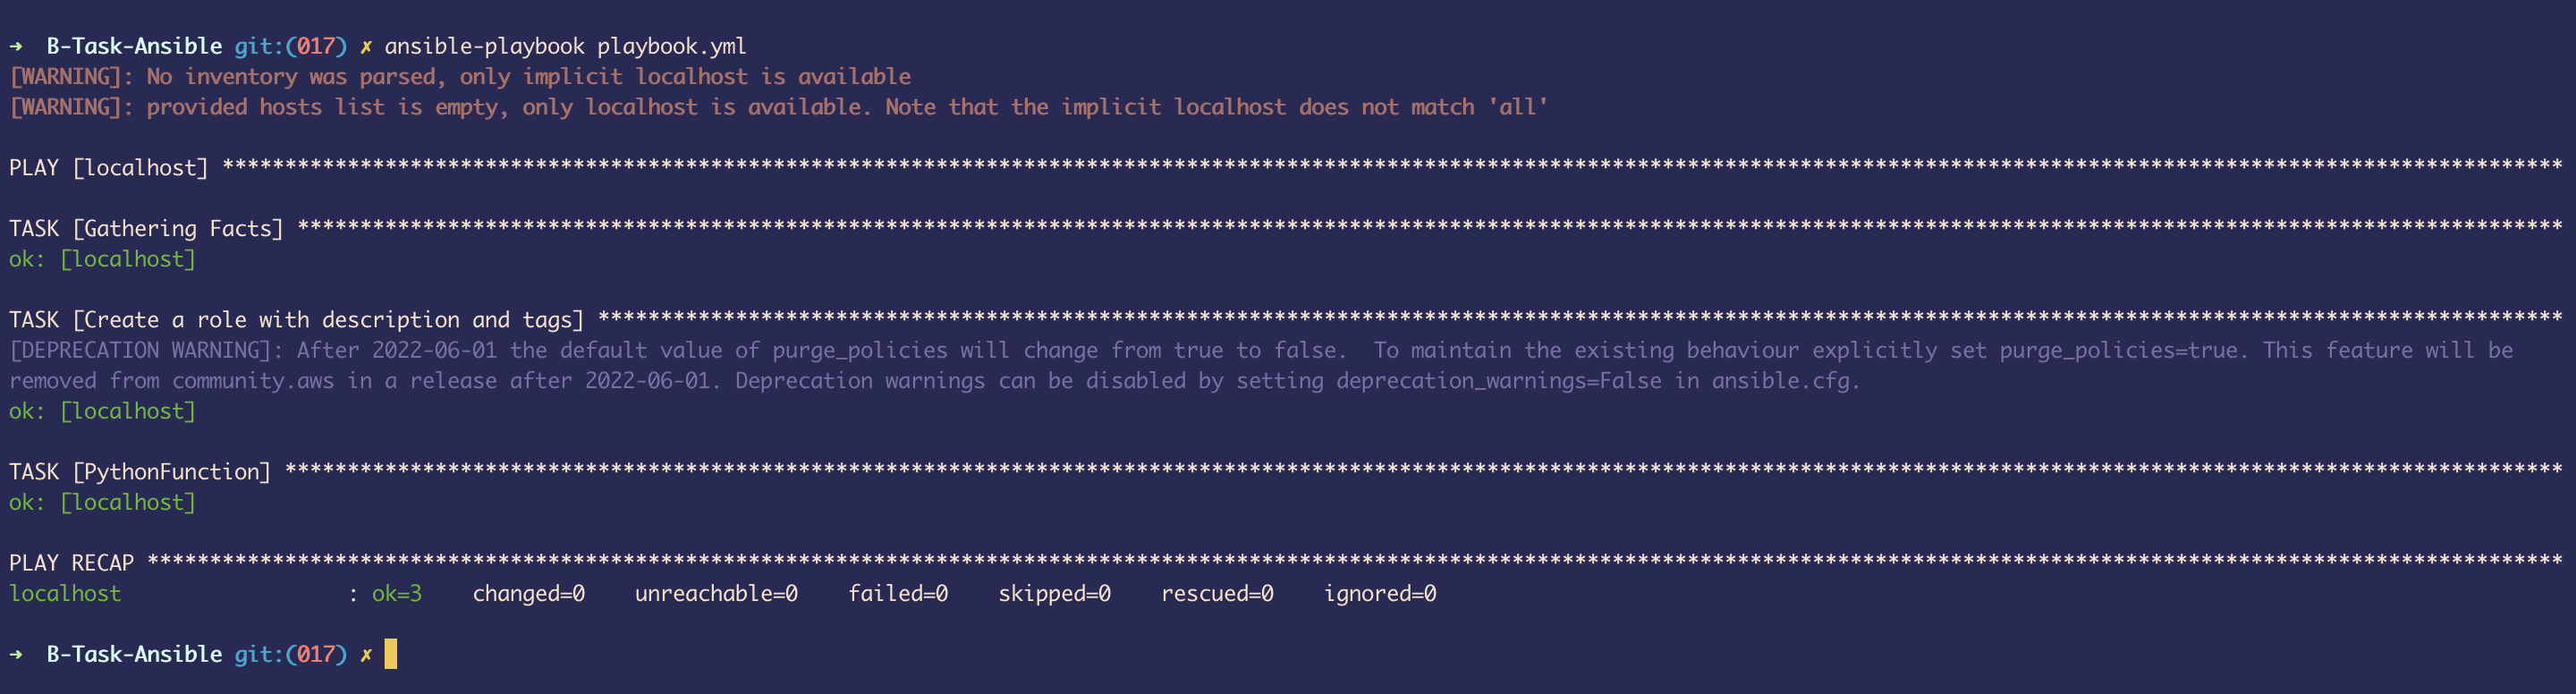 ➜  B-Task-Ansible git:(017) ✗ ansible-playbook playbook.yml
[WARNING]: No inventory was parsed, only implicit localhost is available
[WARNING]: provided hosts list is empty, only localhost is available. Note that the implicit localhost does not match 'all'
PLAY [localhost] *******************************************************************************************************************************************************************************************
TASK [Gathering Facts] *************************************************************************************************************************************************************************************
ok: [localhost]
TASK [Create a role with description and tags] *************************************************************************************************************************************************************
[DEPRECATION WARNING]: After 2022-06-01 the default value of purge_policies will change from true to false.  To maintain the existing behaviour explicitly set purge_policies=true. This feature will be
removed from community.aws in a release after 2022-06-01. Deprecation warnings can be disabled by setting deprecation_warnings=False in ansible.cfg.
ok: [localhost]
TASK [PythonFunction] **************************************************************************************************************************************************************************************
ok: [localhost]
PLAY RECAP *************************************************************************************************************************************************************************************************
localhost                  : ok=3    changed=0    unreachable=0    failed=0    skipped=0    rescued=0    ignored=0
➜  B-Task-Ansible git:(017) ✗